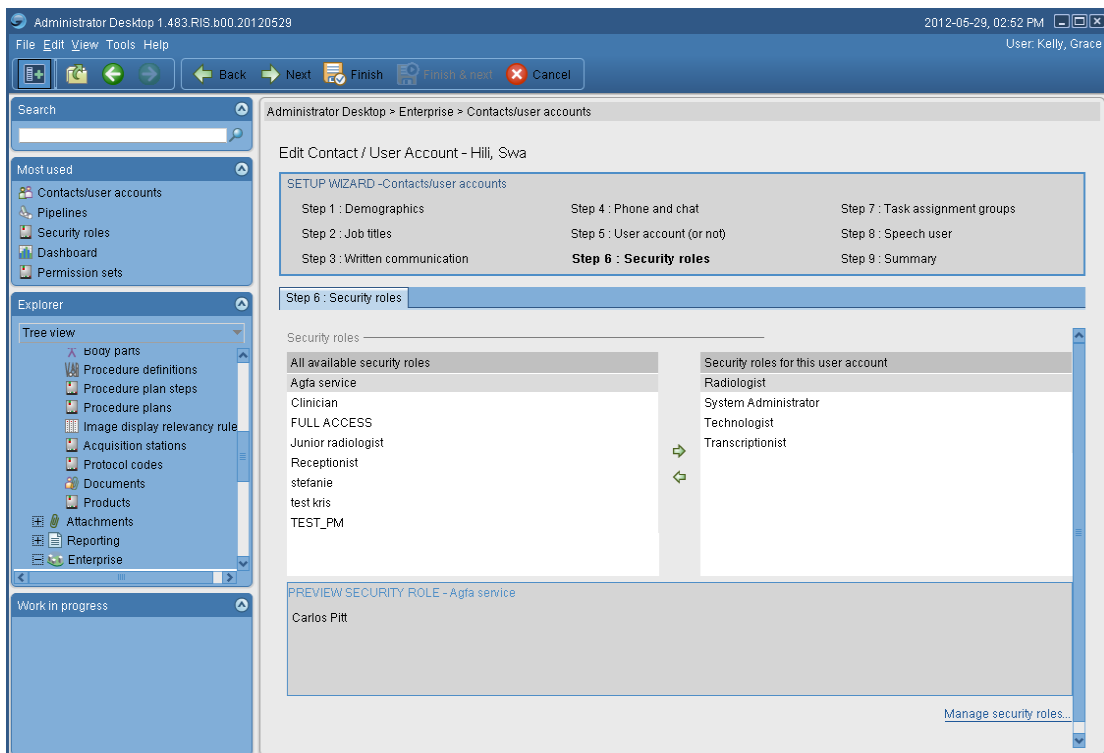 Administrator Desktop 1.483.RIS.b00.20120529 2012-05-29, 02:52 PM
File Edit View Tools Help User: Kelly, Grace
Back Next Finish Finish & next Cancel
Search
Most used
Contacts/user accounts
Pipelines
Security roles
Dashboard
Permission sets
Explorer
Tree view
Body parts
Procedure definitions
Procedure plan steps
Procedure plans
Image display relevancy rule
Acquisition stations
Protocol codes
Documents
Products
Attachments
Reporting
Enterprise
Work in progress
Administrator Desktop > Enterprise > Contacts/user accounts
Edit Contact / User Account - Hili, Swa
SETUP WIZARD -Contacts/user accounts
Step 1 : Demographics Step 4 : Phone and chat Step 7 : Task assignment groups
Step 2 : Job titles Step 5 : User account (or not) Step 8 : Speech user
Step 3 : Written communication Step 6 : Security roles Step 9 : Summary
Step 6 : Security roles
Security roles
All available security roles
Agfa service
Clinician
FULL ACCESS
Junior radiologist
Receptionist
stefanie
test kris
TEST_PM
Security roles for this user account
Radiologist
System Administrator
Technologist
Transcriptionist
PREVIEW SECURITY ROLE - Agfa service
Carlos Pitt
Manage security roles...